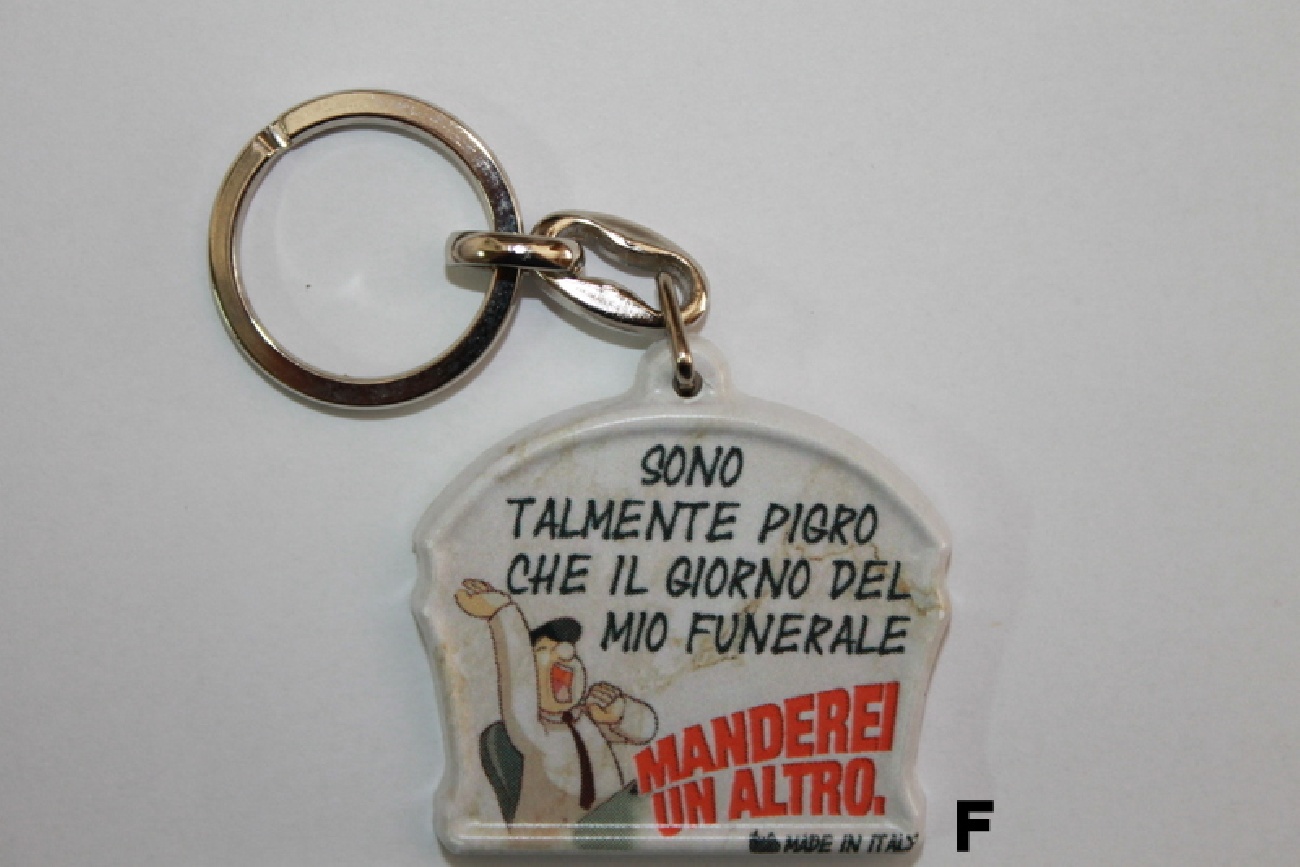 SONO
TALMENTE PIGRO
CHE IL GIORNO DEL
MIO FUNERALE
MANDEREI
UN ALTRO.
MADE IN ITALY
F